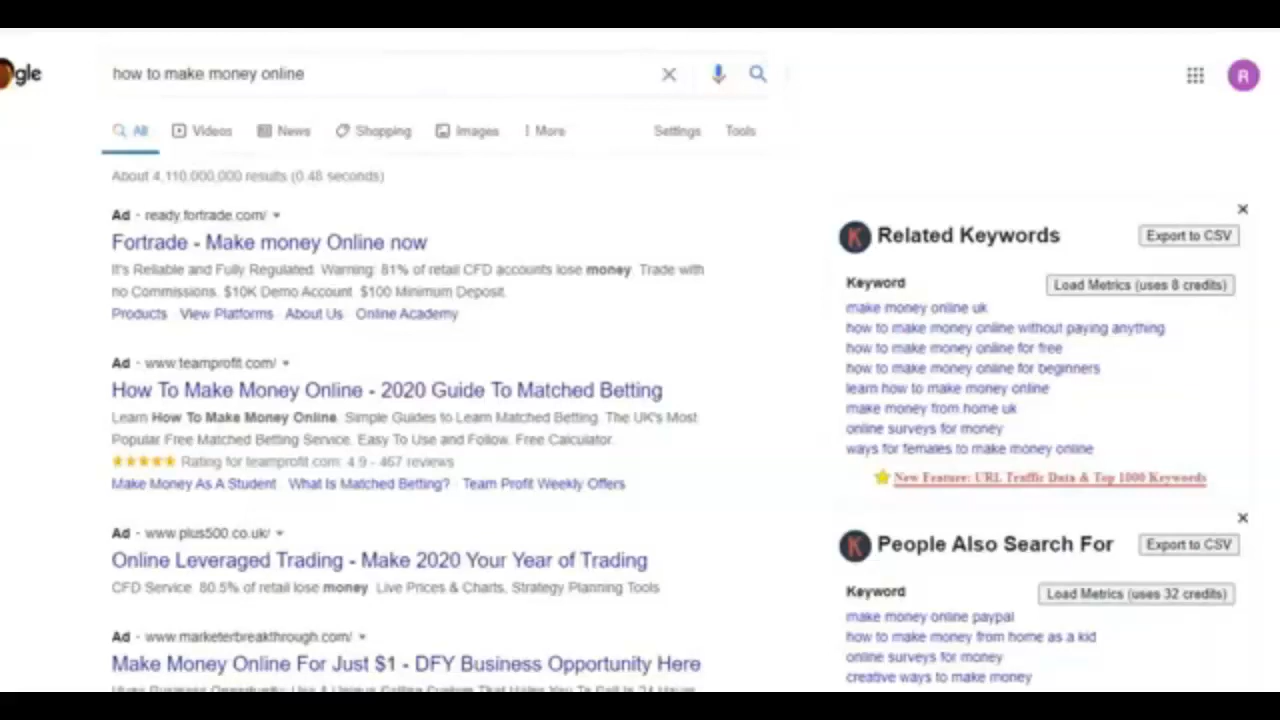 gle
how to make money online
R
All Videos News Shopping Images More Settings Tools
About 4,110,000,000 results (0.48 seconds)
Ad · ready.fortrade.com/
Fortrade - Make money Online now
It's Reliable and Fully Regulated. Warning: 81% of retail CFD accounts lose money. Trade with
no Commissions. $10K Demo Account. $100 Minimum Deposit.
Products · View Platforms · About Us · Online Academy
Ad · www.teamprofit.com/
How To Make Money Online - 2020 Guide To Matched Betting
Learn How To Make Money Online. Simple Guides to Learn Matched Betting. The UK's Most
Popular Free Matched Betting Service. Easy To Use and Follow. Free Calculator.
Rating for teamprofit.com: 4.9 - 467 reviews
Make Money As A Student · What Is Matched Betting? · Team Profit Weekly Offers
Ad · www.plus500.co.uk/
Online Leveraged Trading - Make 2020 Your Year of Trading
CFD Service. 80.5% of retail lose money. Live Prices & Charts, Strategy Planning Tools
Ad · www.marketerbreakthrough.com/
Make Money Online For Just $1 - DFY Business Opportunity Here
K Related Keywords Export to CSV
Keyword Load Metrics (uses 8 credits)
make money online uk
how to make money online without paying anything
how to make money online for free
how to make money online for beginners
learn how to make money online
make money from home uk
online surveys for money
ways for females to make money online
New Feature: URL Traffic Data & Top 1000 Keywords
K People Also Search For Export to CSV
Keyword Load Metrics (uses 32 credits)
make money online paypal
how to make money from home as a kid
online surveys for money
creative ways to make money